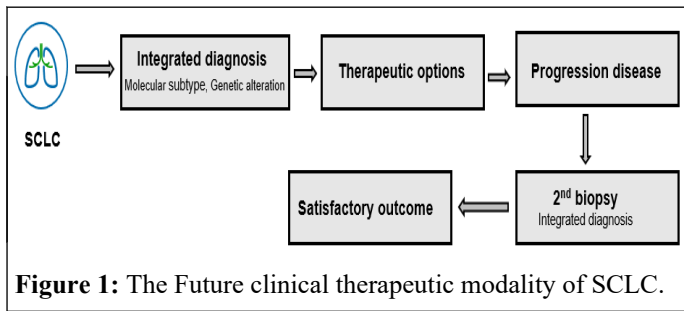 SCLC
Integrated diagnosis
Molecular subtype, Genetic alteration
Therapeutic options
Progression disease
2nd biopsy
Integrated diagnosis
Satisfactory outcome
Figure 1: The Future clinical therapeutic modality of SCLC.